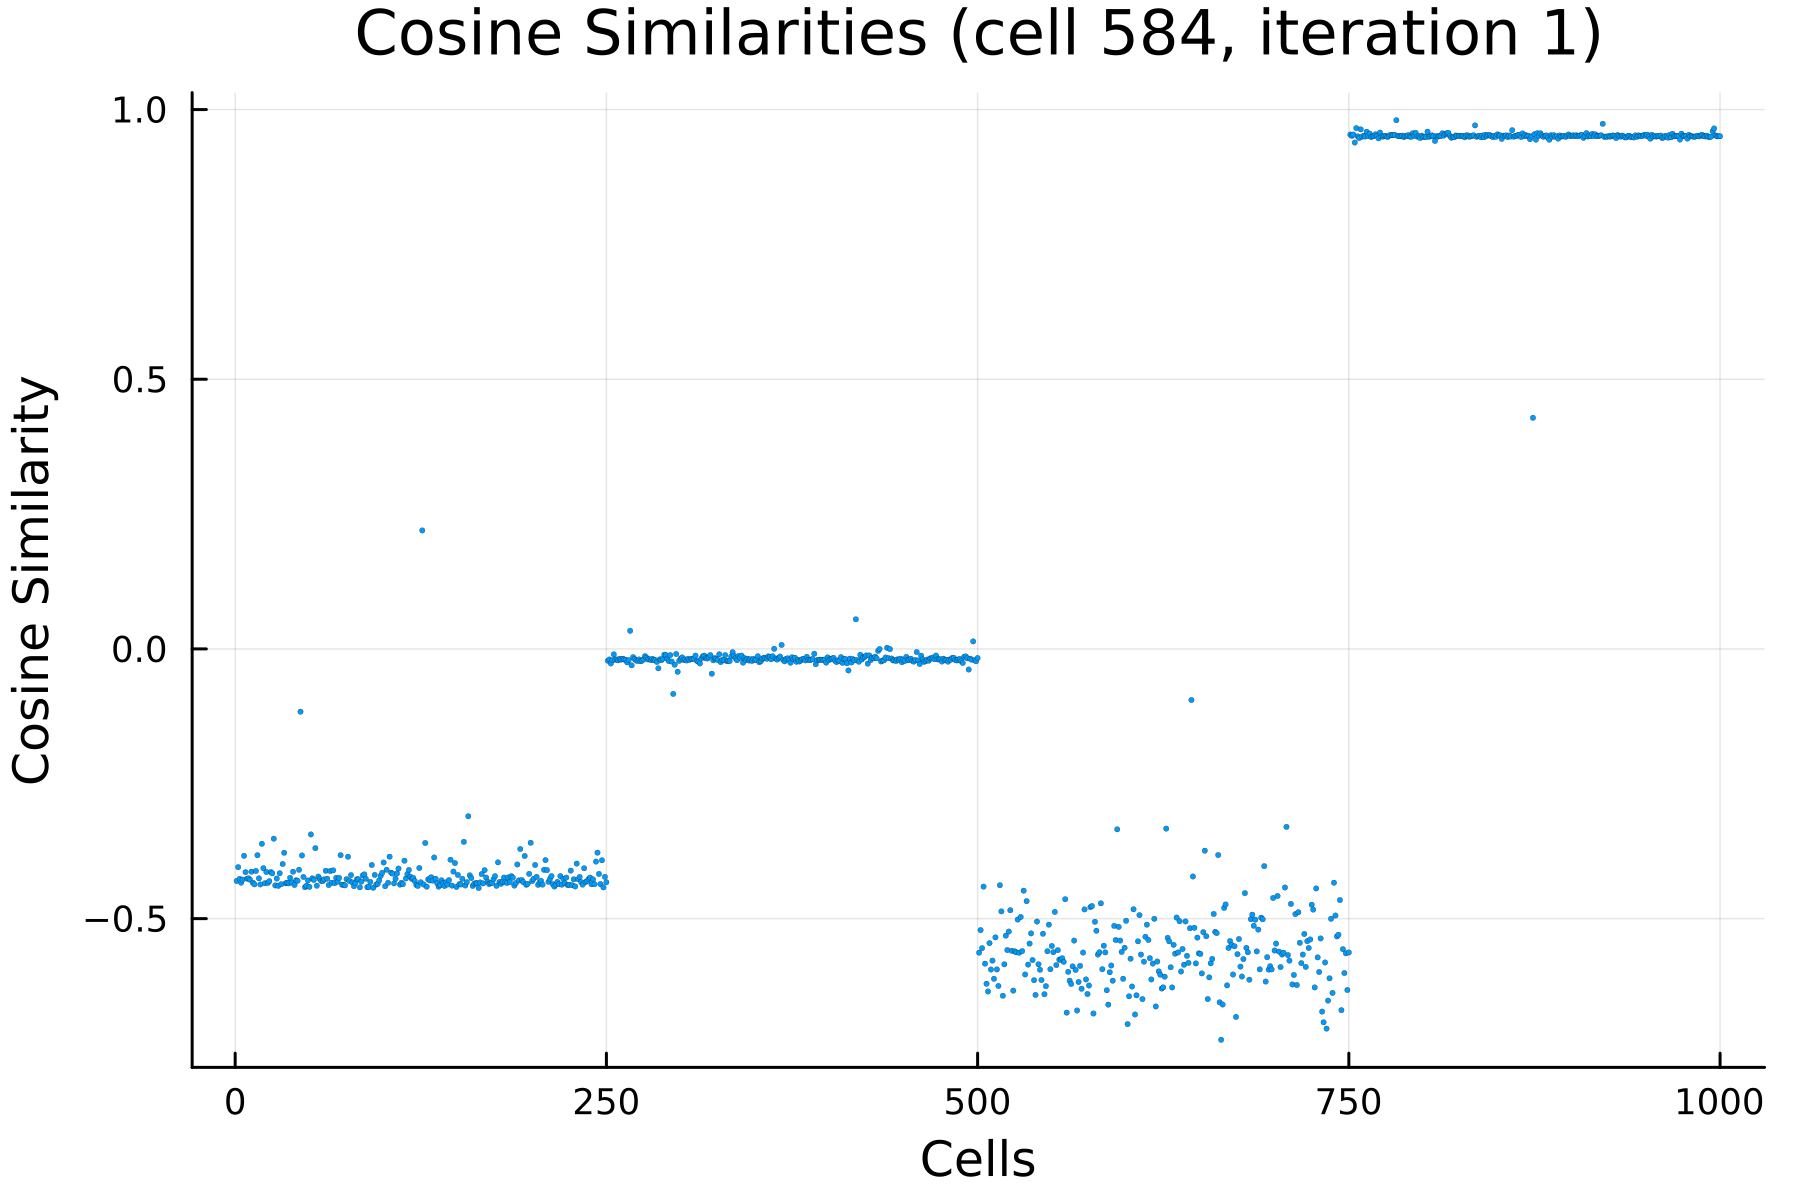 Cosine Similarities (cell 584, iteration 1)
1.0
0.5
0.0
−0.5
Cosine Similarity
0 250 500 750 1000
Cells